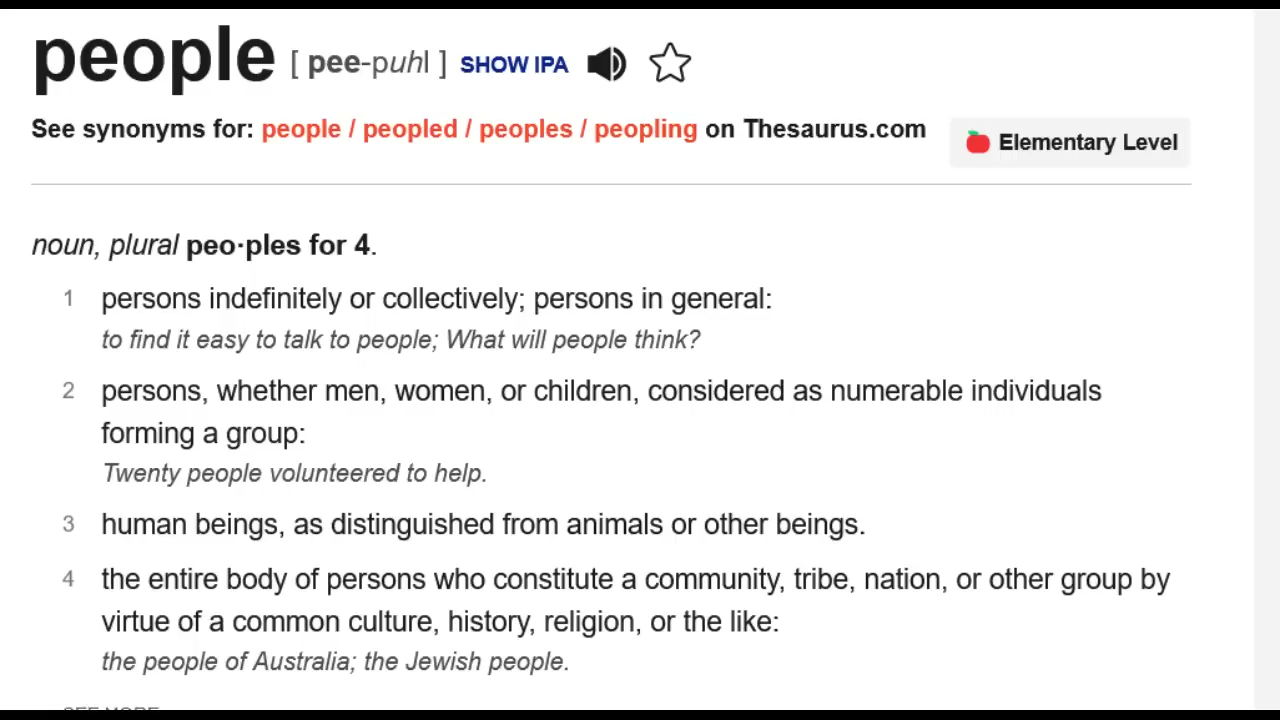 people [ pee-puhl ] SHOW IPA
See synonyms for: people / peopled / peoples / peopling on Thesaurus.com
Elementary Level
noun, plural peo·ples for 4.
1 persons indefinitely or collectively; persons in general:
to find it easy to talk to people; What will people think?
2 persons, whether men, women, or children, considered as numerable individuals
forming a group:
Twenty people volunteered to help.
3 human beings, as distinguished from animals or other beings.
4 the entire body of persons who constitute a community, tribe, nation, or other group by
virtue of a common culture, history, religion, or the like:
the people of Australia; the Jewish people.
SEE MORE